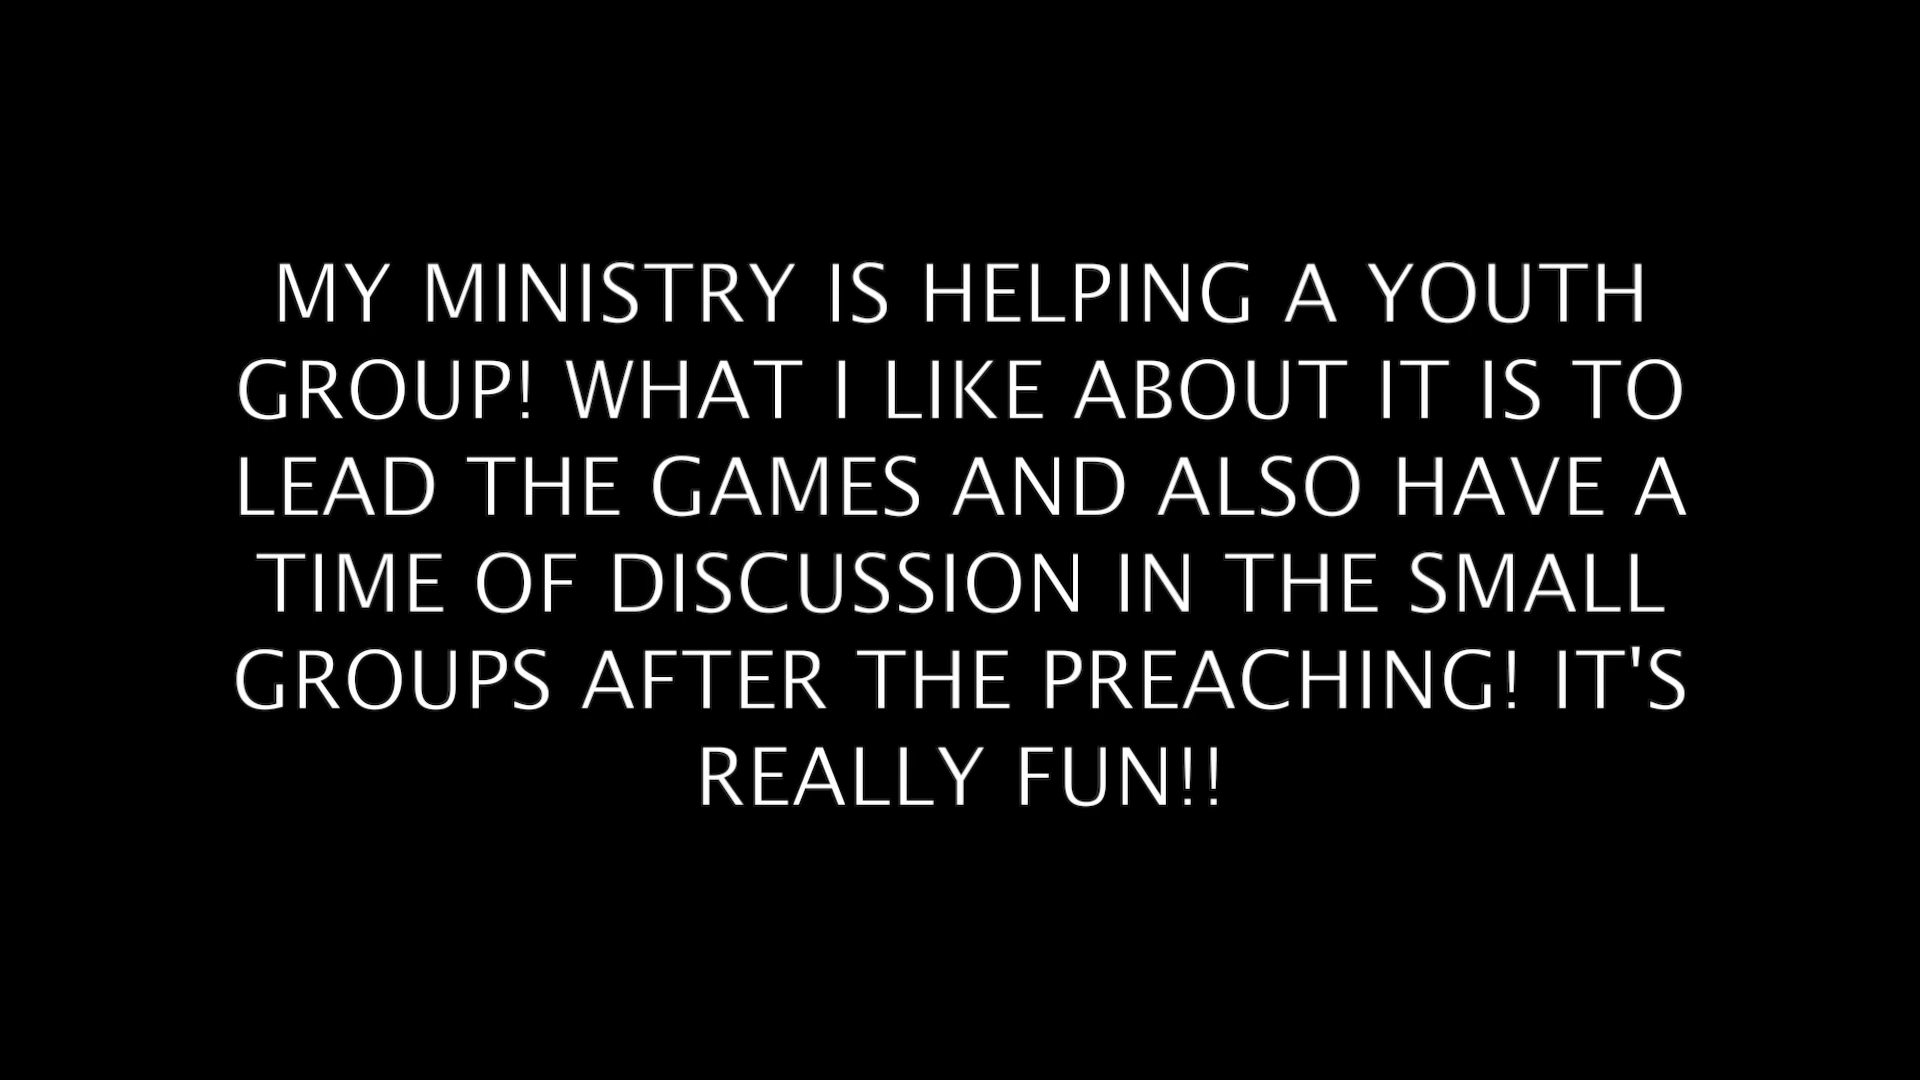 MY MINISTRY IS HELPING A YOUTH
GROUP! WHAT I LIKE ABOUT IT IS TO
LEAD THE GAMES AND ALSO HAVE A
TIME OF DISCUSSION IN THE SMALL
GROUPS AFTER THE PREACHING! IT'S
REALLY FUN!!